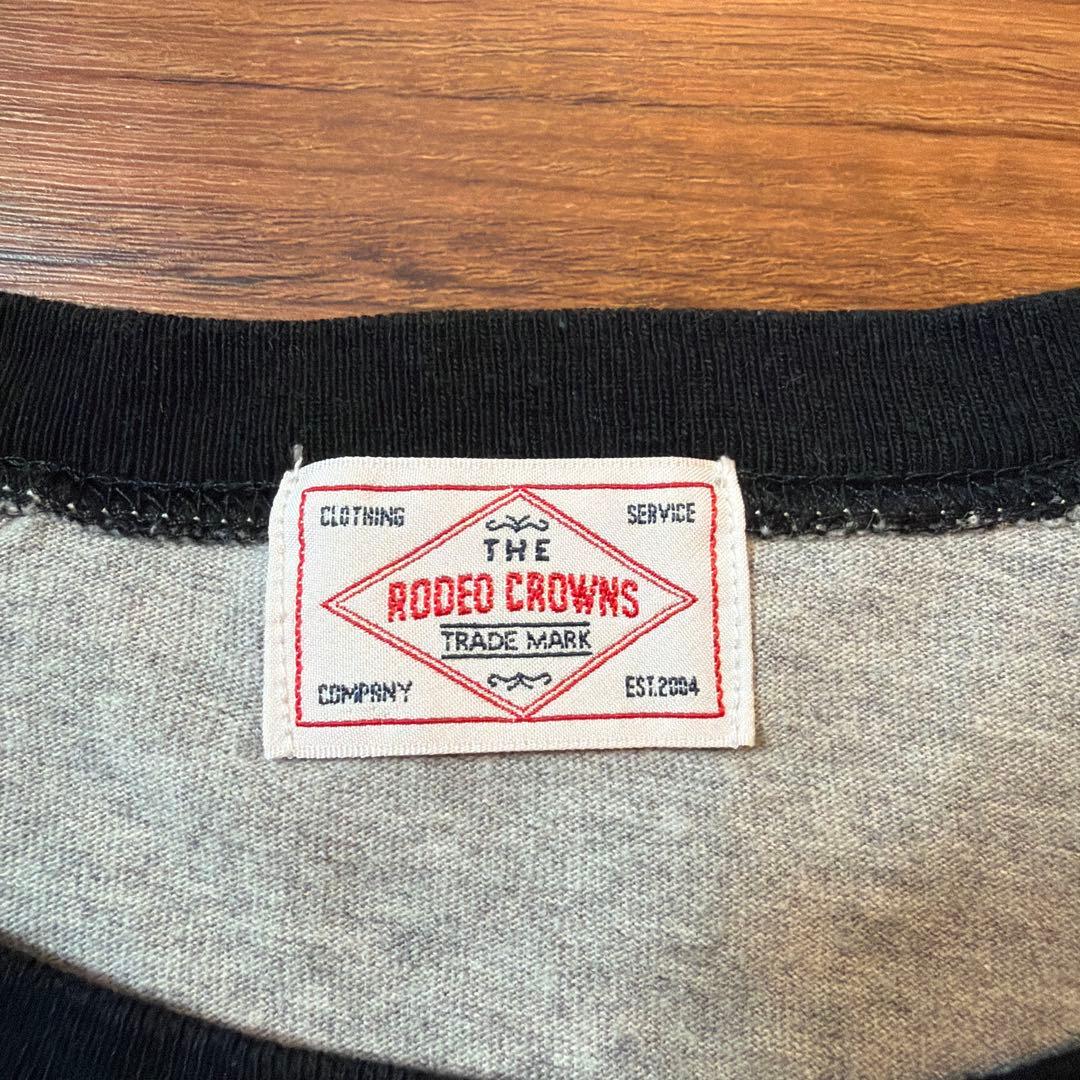 CLOTHING SERVICE
THE
RODEO CROWNS
TRADE MARK
COMPANY EST.2004